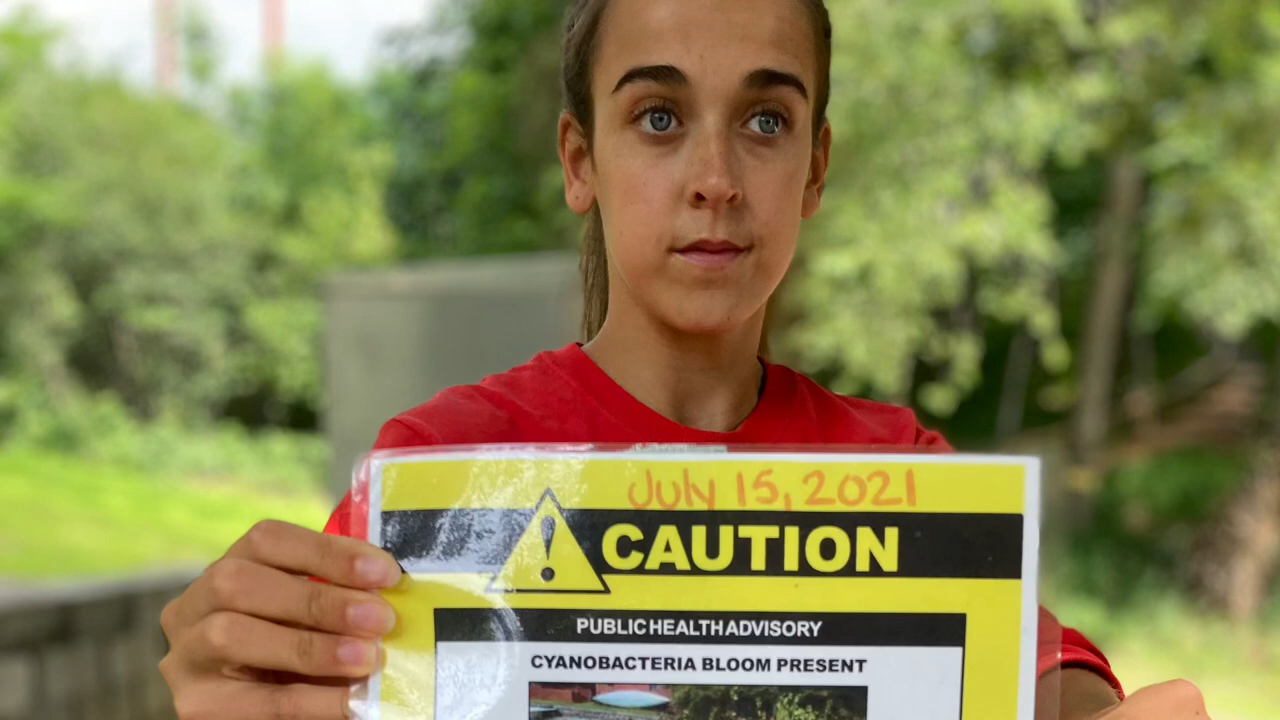 July 15, 2021
CAUTION
PUBLIC HEALTH ADVISORY
CYANOBACTERIA BLOOM PRESENT